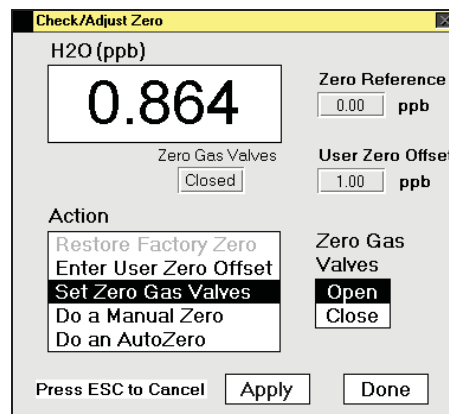 Check/Adjust Zero
H2O (ppb)
0.864
Zero Reference
0.00 ppb
Zero Gas Valves
Closed
User Zero Offset
1.00 ppb
Action
Restore Factory Zero
Enter User Zero Offset
Set Zero Gas Valves
Do a Manual Zero
Do an AutoZero
Zero Gas
Valves
Open
Close
Press ESC to Cancel
Apply
Done